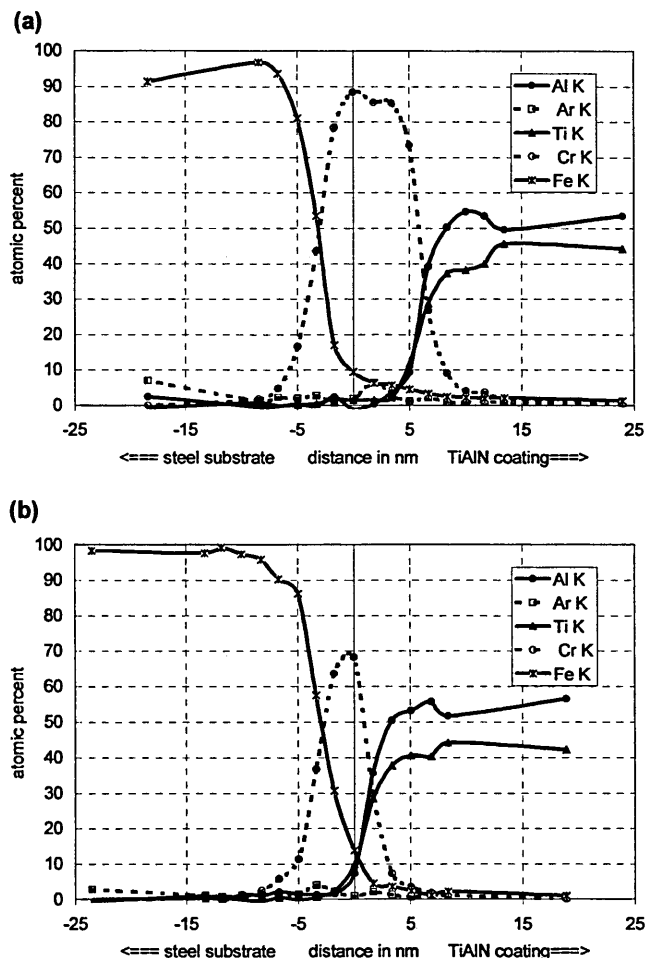 (a)
100
90
80
70
60
50
40
30
20
10
0
atomic percent
Al K
Ar K
Ti K
Cr K
Fe K
-25 -15 -5 5 15 25
<=== steel substrate distance in nm TiAlN coating===>
(b)
100
90
80
70
60
50
40
30
20
10
0
atomic percent
Al K
Ar K
Ti K
Cr K
Fe K
-25 -15 -5 5 15 25
<=== steel substrate distance in nm TiAlN coating===>